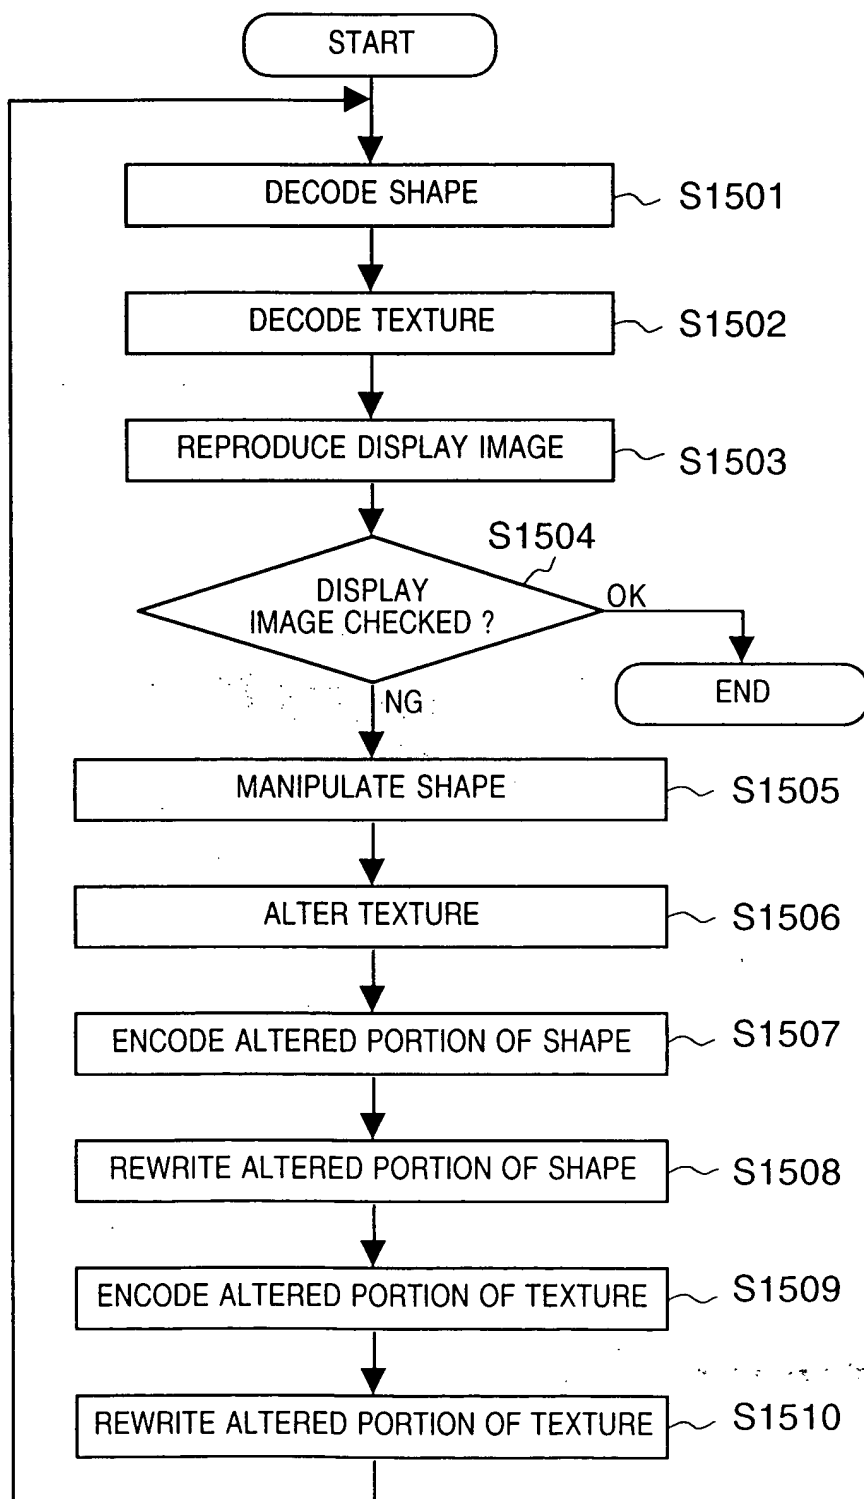 START
DECODE SHAPE
S1501
DECODE TEXTURE
S1502
REPRODUCE DISPLAY IMAGE
S1503
S1504
DISPLAY
IMAGE CHECKED ?
OK
END
NG
MANIPULATE SHAPE
S1505
ALTER TEXTURE
S1506
ENCODE ALTERED PORTION OF SHAPE
S1507
REWRITE ALTERED PORTION OF SHAPE
S1508
ENCODE ALTERED PORTION OF TEXTURE
S1509
REWRITE ALTERED PORTION OF TEXTURE
S1510